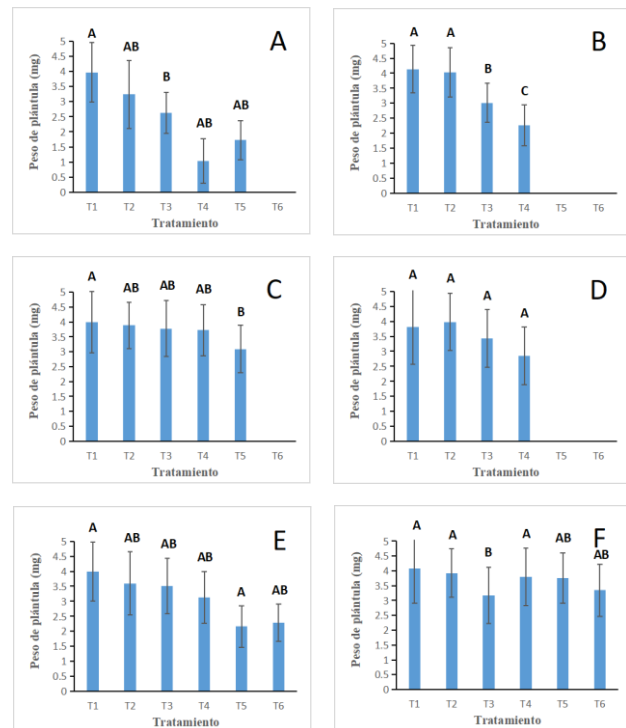 A
A AB B AB AB
Peso de plántula (mg)
5
4.5
4
3.5
3
2.5
2
1.5
1
0.5
0
T1 T2 T3 T4 T5 T6
Tratamiento
B
A A B C
Peso de plántula (mg)
5
4.5
4
3.5
3
2.5
2
1.5
1
0.5
0
T1 T2 T3 T4 T5 T6
Tratamiento
C
A AB AB AB B
Peso de plántula (mg)
5
4.5
4
3.5
3
2.5
2
1.5
1
0.5
0
T1 T2 T3 T4 T5 T6
Tratamiento
D
A A A A
Peso de plántula (mg)
5
4.5
4
3.5
3
2.5
2
1.5
1
0.5
0
T1 T2 T3 T4 T5 T6
Tratamiento
E
A AB AB AB A AB
Peso de plántula (mg)
5
4.5
4
3.5
3
2.5
2
1.5
1
0.5
0
T1 T2 T3 T4 T5 T6
Tratamiento
F
A A B A AB AB
Peso de plántula (mg)
5
4.5
4
3.5
3
2.5
2
1.5
1
0.5
0
T1 T2 T3 T4 T5 T6
Tratamiento